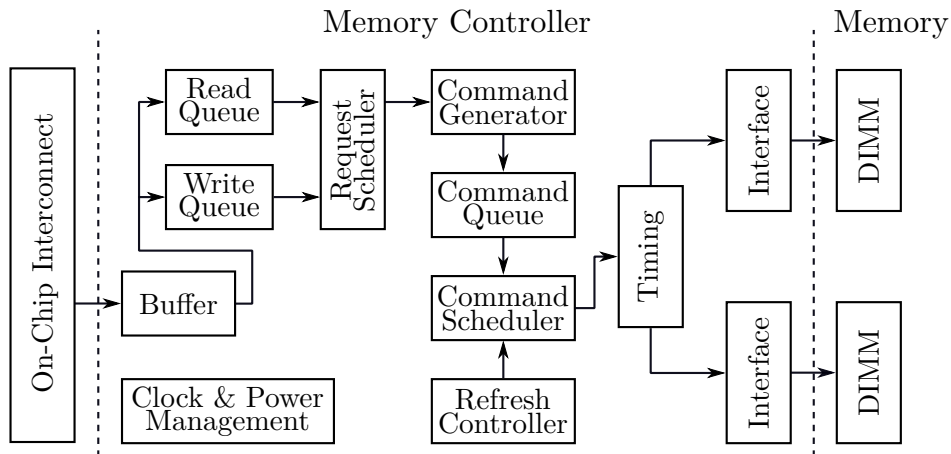 Memory Controller
Memory
On-Chip Interconnect
Read
Queue
Write
Queue
Buffer
Clock & Power
Management
Request
Scheduler
Command
Generator
Command
Queue
Command
Scheduler
Refresh
Controller
Timing
Interface
DIMM
Interface
DIMM